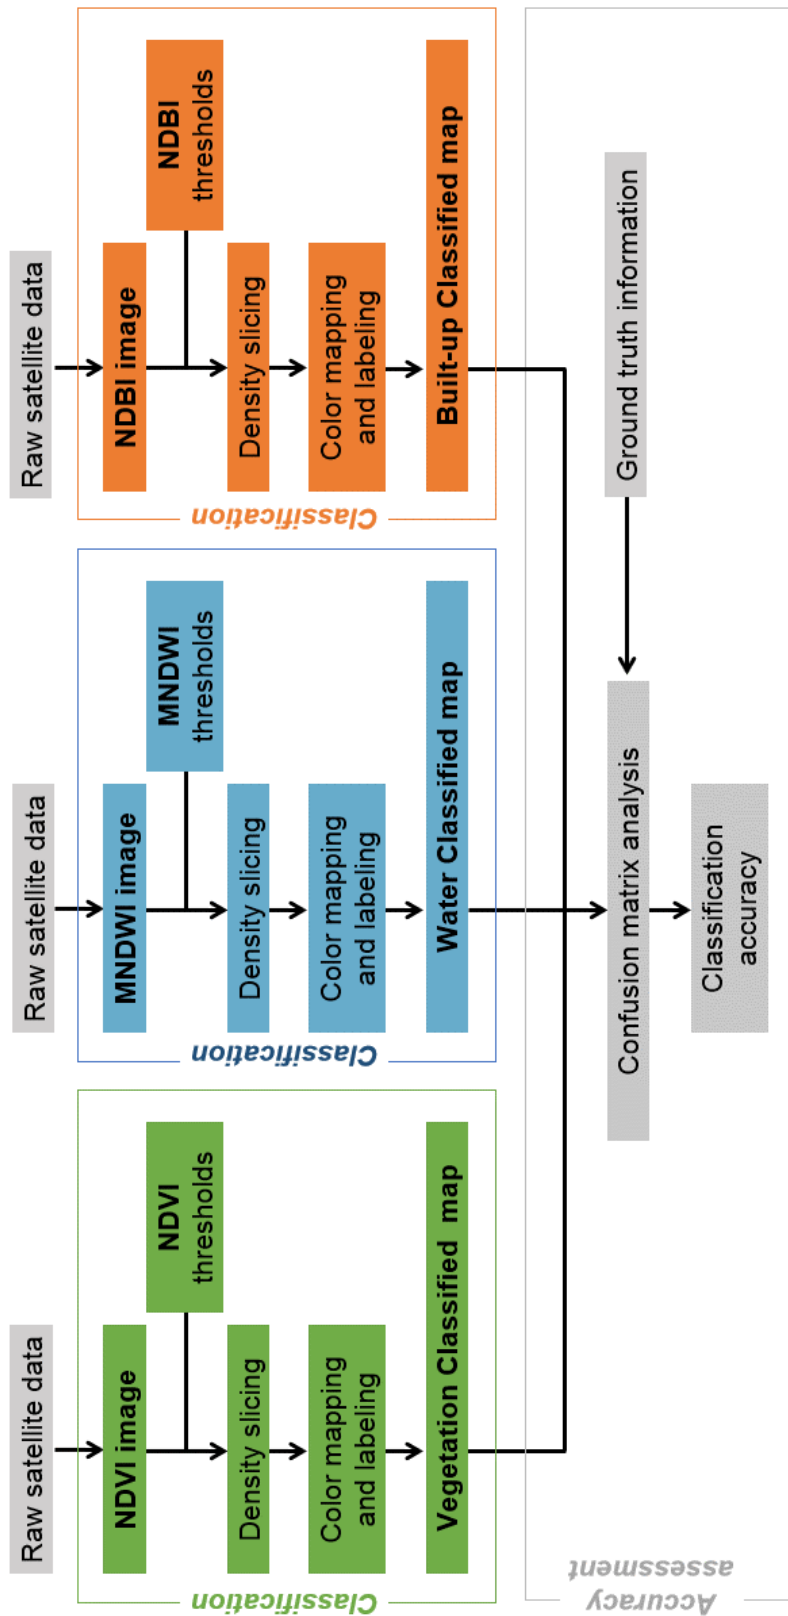 Raw satellite data
NDVI image
NDVI
thresholds
Density slicing
Color mapping
and labeling
Vegetation Classified map
Classification
Raw satellite data
MNDWI image
MNDWI
thresholds
Density slicing
Color mapping
and labeling
Water Classified map
Classification
Raw satellite data
NDBI image
NDBI
thresholds
Density slicing
Color mapping
and labeling
Built-up Classified map
Classification
Accuracy
assessment
Confusion matrix analysis
Ground truth information
Classification
accuracy